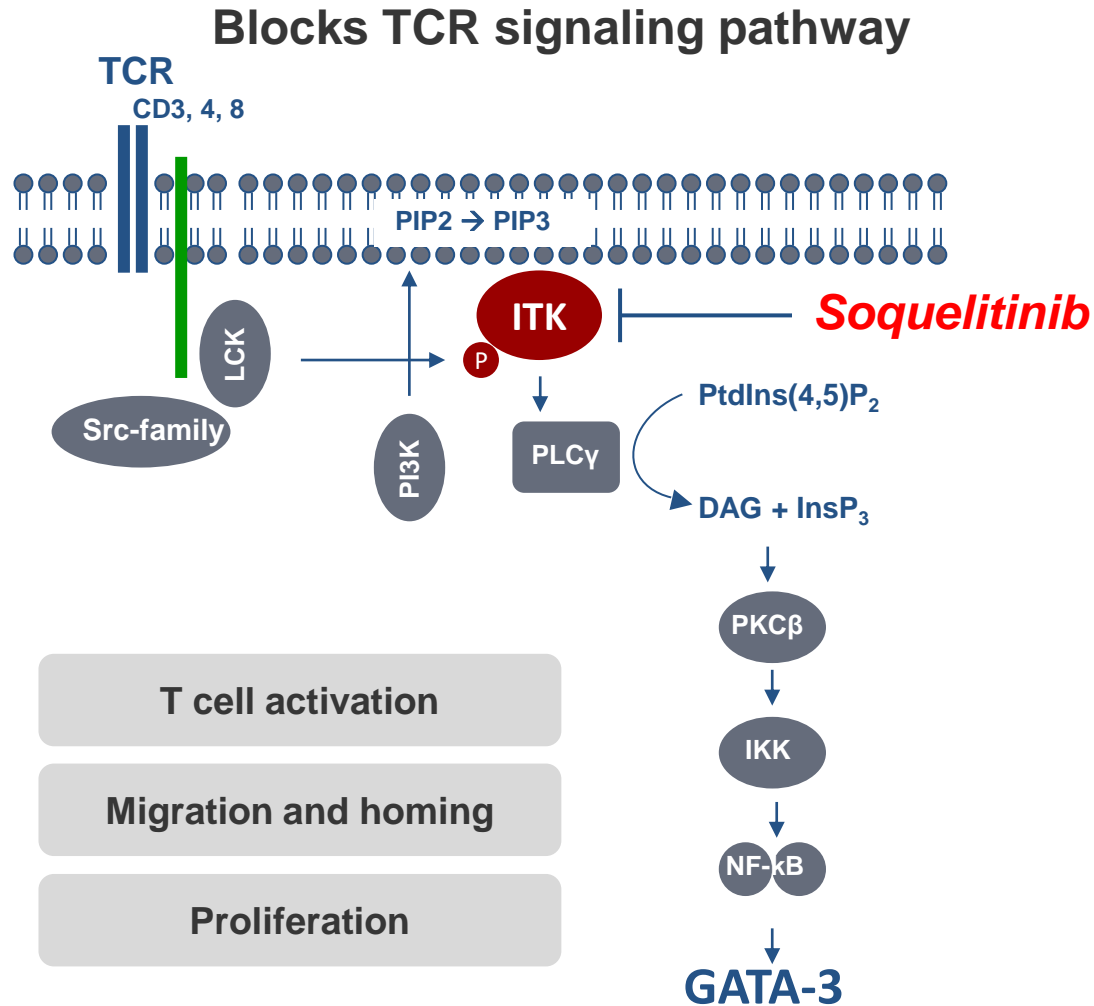 Blocks TCR signaling pathway
TCR
CD3, 4, 8
PIP2 → PIP3
ITK
Soquelitinib
P
LCK
PtdIns(4,5)P₂
Src-family
PI3K
PLCγ
DAG + InsP₃
PKCβ
T cell activation
IKK
Migration and homing
NF-κB
Proliferation
GATA-3